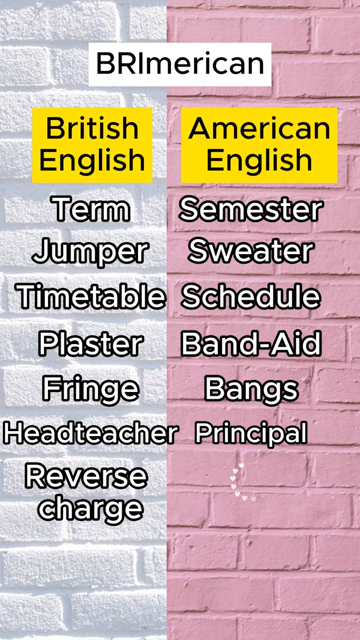 BRImerican
British
English
American
English
Term
Semester
Jumper
Sweater
Timetable
Schedule
Plaster
Band-Aid
Fringe
Bangs
Headteacher
Principal
Reverse
charge